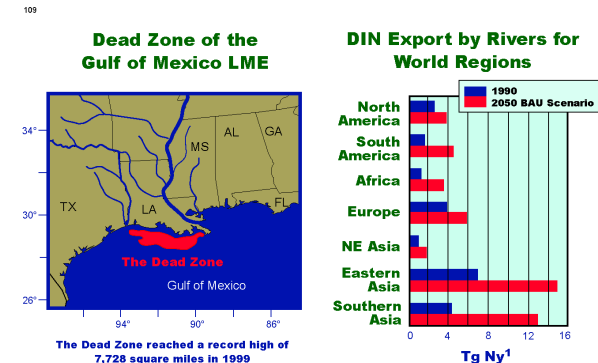 109
Dead Zone of the
Gulf of Mexico LME
34°
30°
26°
94°
90°
86°
TX
LA
MS
AL
GA
FL
The Dead Zone
Gulf of Mexico
The Dead Zone reached a record high of
7,728 square miles in 1999
DIN Export by Rivers for
World Regions
1990
2050 BAU Scenario
North
America
South
America
Africa
Europe
NE Asia
Eastern
Asia
Southern
Asia
0
4
8
12
16
Tg Ny¹